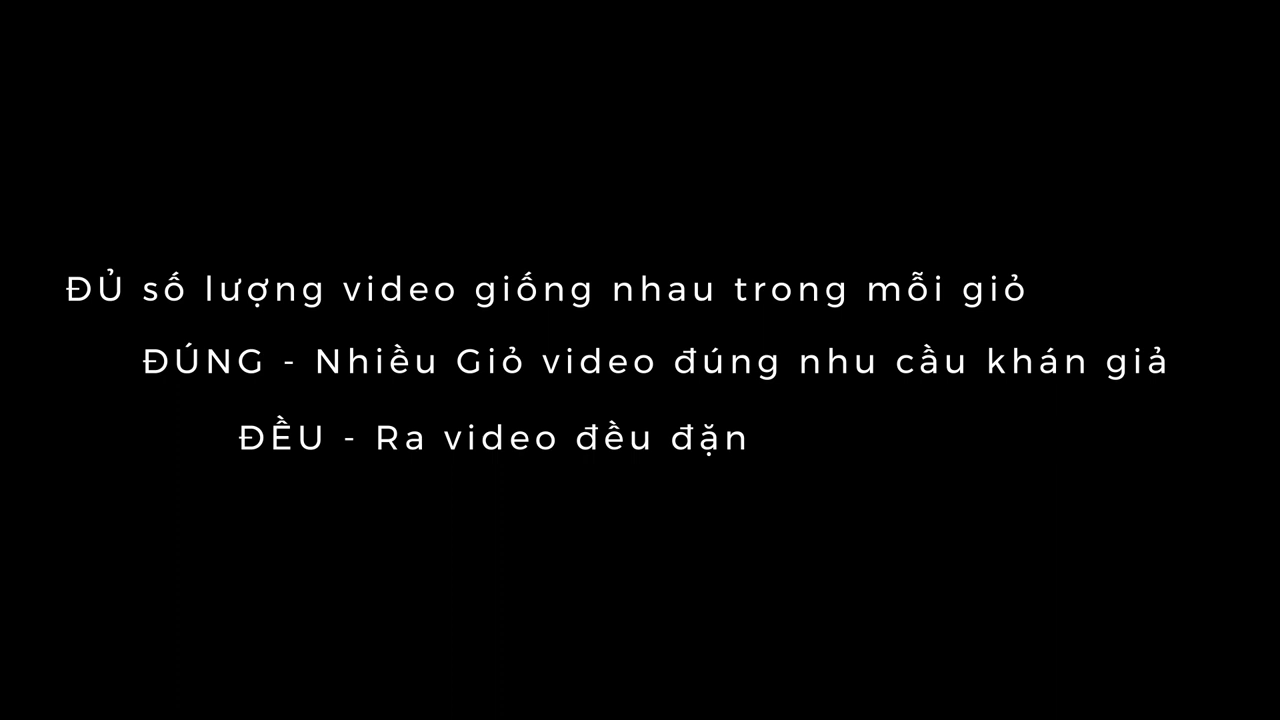 ĐỦ số lượng video giống nhau trong mỗi giỏ
ĐÚNG - Nhiều Giỏ video đúng nhu cầu khán giả
ĐỀU - Ra video đều đặn